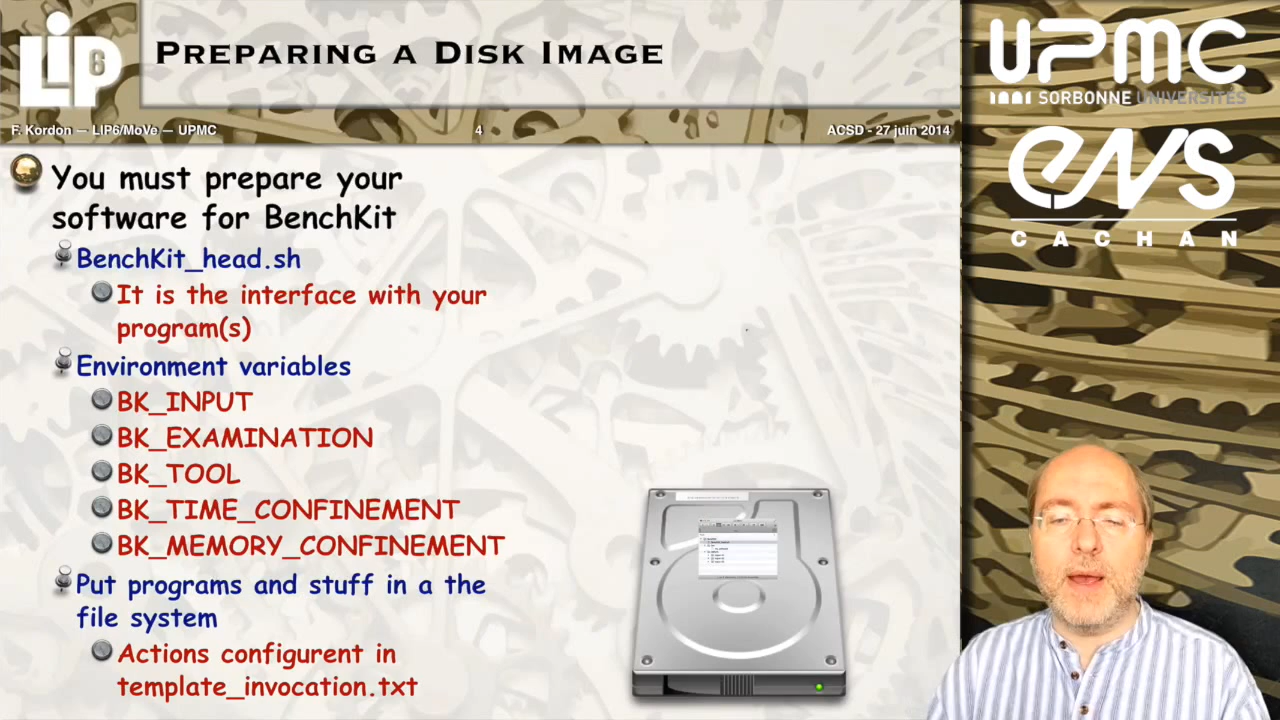 LiP6
PREPARING A DISK IMAGE
F. Kordon — LIP6/MoVe — UPMC
4
ACSD - 27 juin 2014
You must prepare your
software for BenchKit
BenchKit_head.sh
It is the interface with your
program(s)
Environment variables
BK_INPUT
BK_EXAMINATION
BK_TOOL
BK_TIME_CONFINEMENT
BK_MEMORY_CONFINEMENT
Put programs and stuff in a the
file system
Actions configurent in
template_invocation.txt
UPMC
SORBONNE UNIVERSITES
ENS
CACHAN